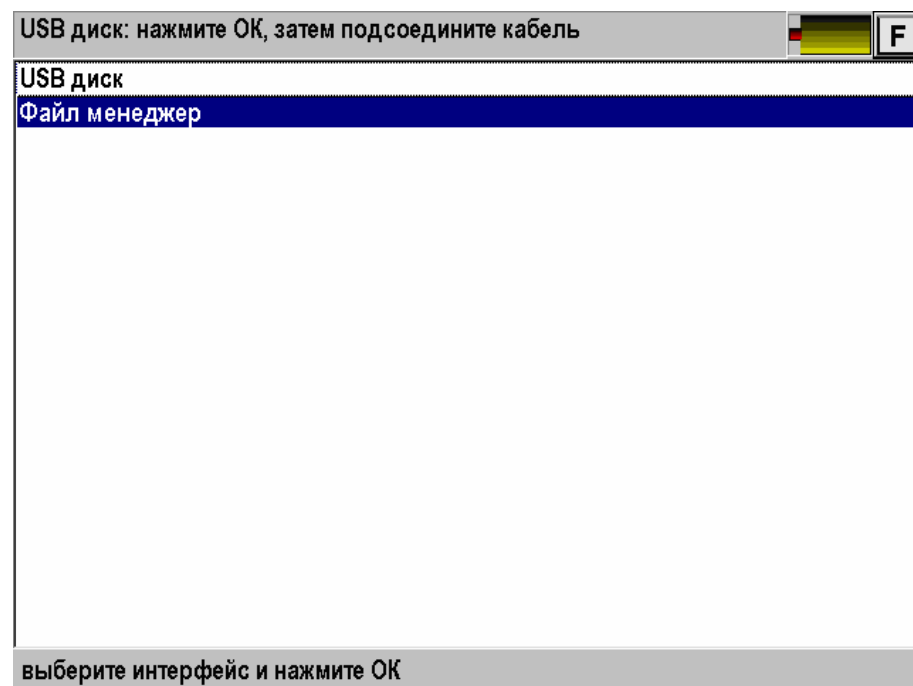 USB диск: нажмите ОК, затем подсоедините кабель
F
USB диск
Файл менеджер
выберите интерфейс и нажмите ОК